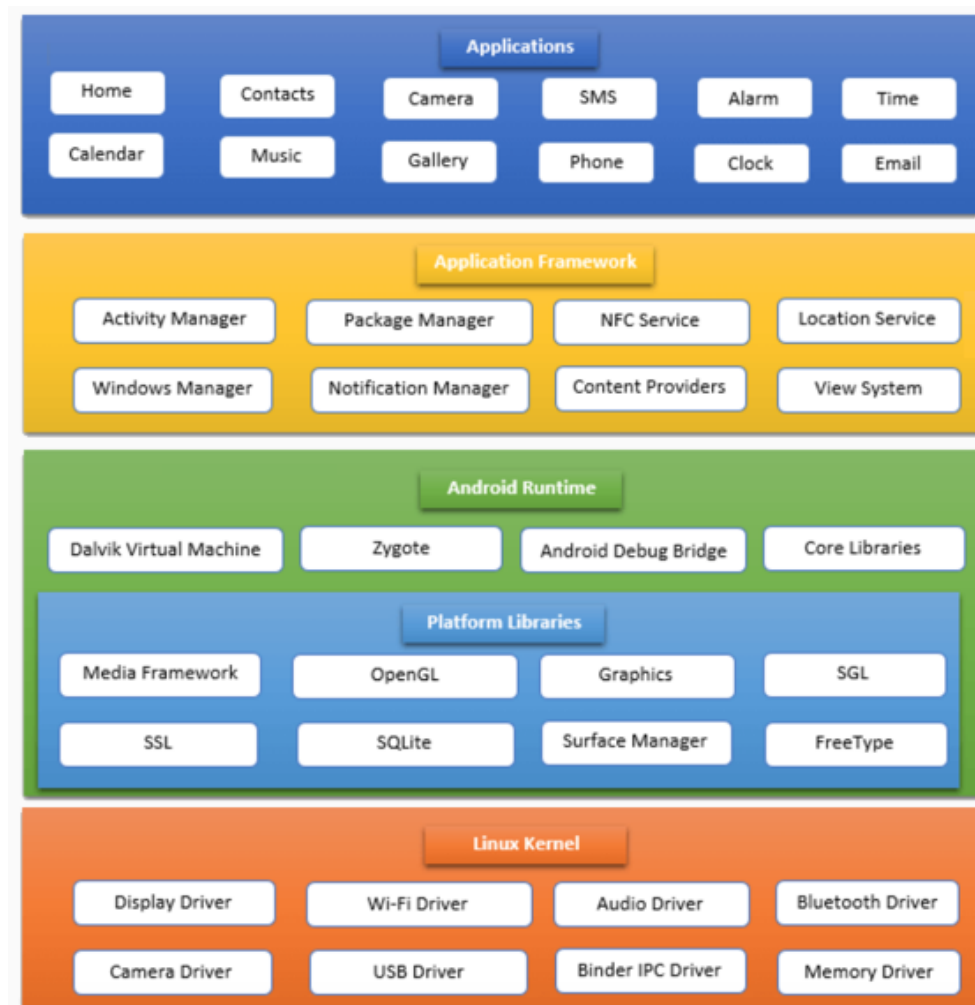 Applications
Home Contacts Camera SMS Alarm Time
Calendar Music Gallery Phone Clock Email
Application Framework
Activity Manager Package Manager NFC Service Location Service
Windows Manager Notification Manager Content Providers View System
Android Runtime
Dalvik Virtual Machine Zygote Android Debug Bridge Core Libraries
Platform Libraries
Media Framework OpenGL Graphics SGL
SSL SQLite Surface Manager FreeType
Linux Kernel
Display Driver Wi-Fi Driver Audio Driver Bluetooth Driver
Camera Driver USB Driver Binder IPC Driver Memory Driver